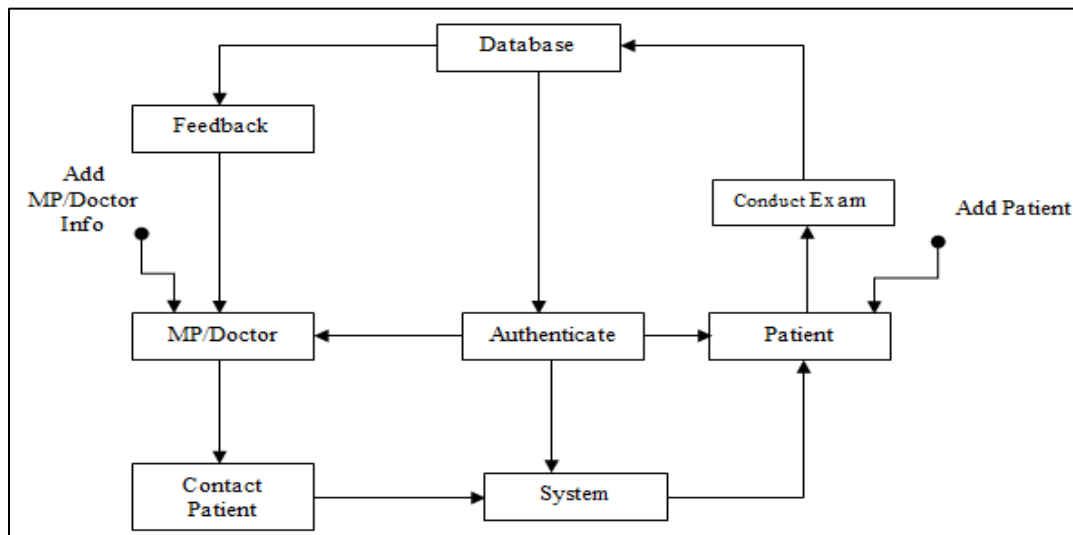 Database
Feedback
Add
MP/Doctor
Info
Conduct Exam
Add Patient
MP/Doctor
Authenticate
Patient
Contact
Patient
System